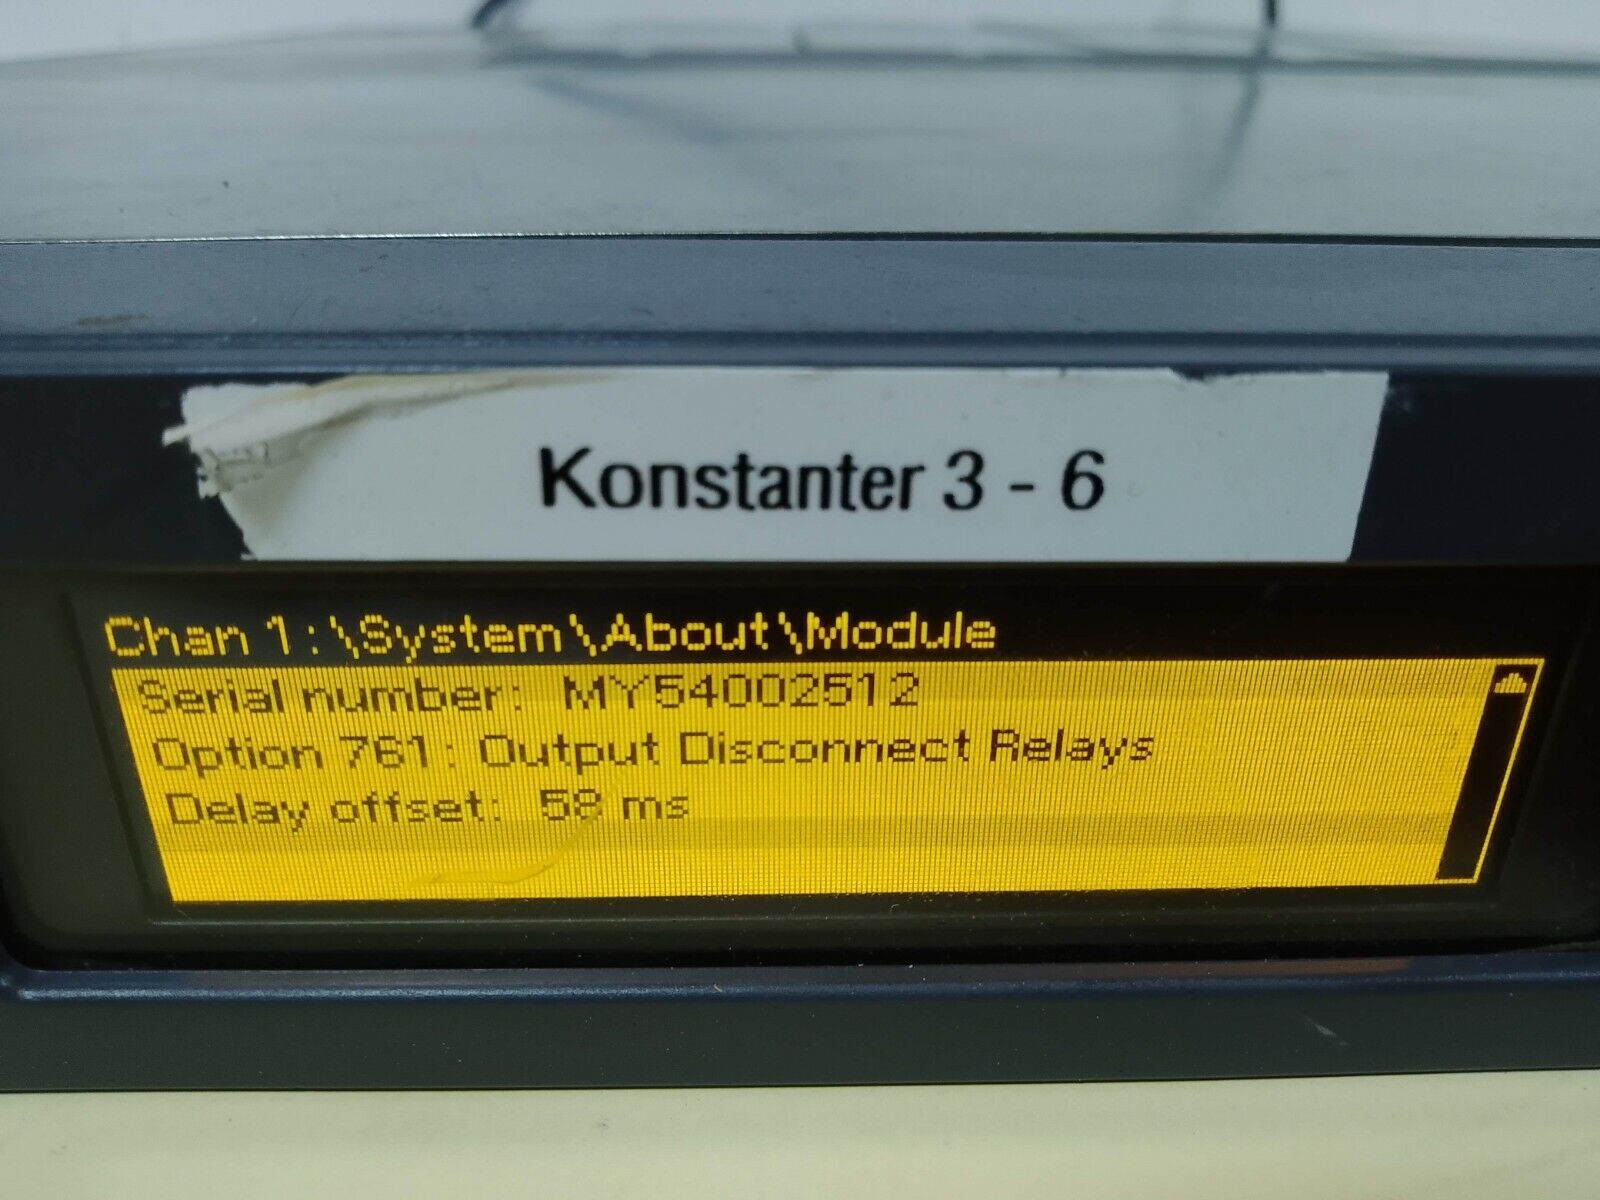 Konstanter 3 - 6
Chan 1:\System\About\Module
Serial number: MY54002512
Option 761: Output Disconnect Relays
Delay offset: 58 ms